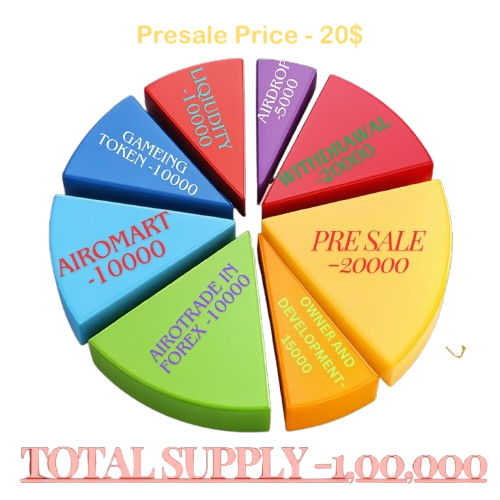 Presale Price - 20$
LIQIUDITY
-10000
AIRDROP
-5000
GAMEING
TOKEN -10000
WITHDRAWAL
-20000
AIROMART
-10000
PRE SALE
-20000
AIROTRADE IN
FOREX -10000
OWNER AND
DEVELOPMENT-
15000
TOTAL SUPPLY -1,00,000